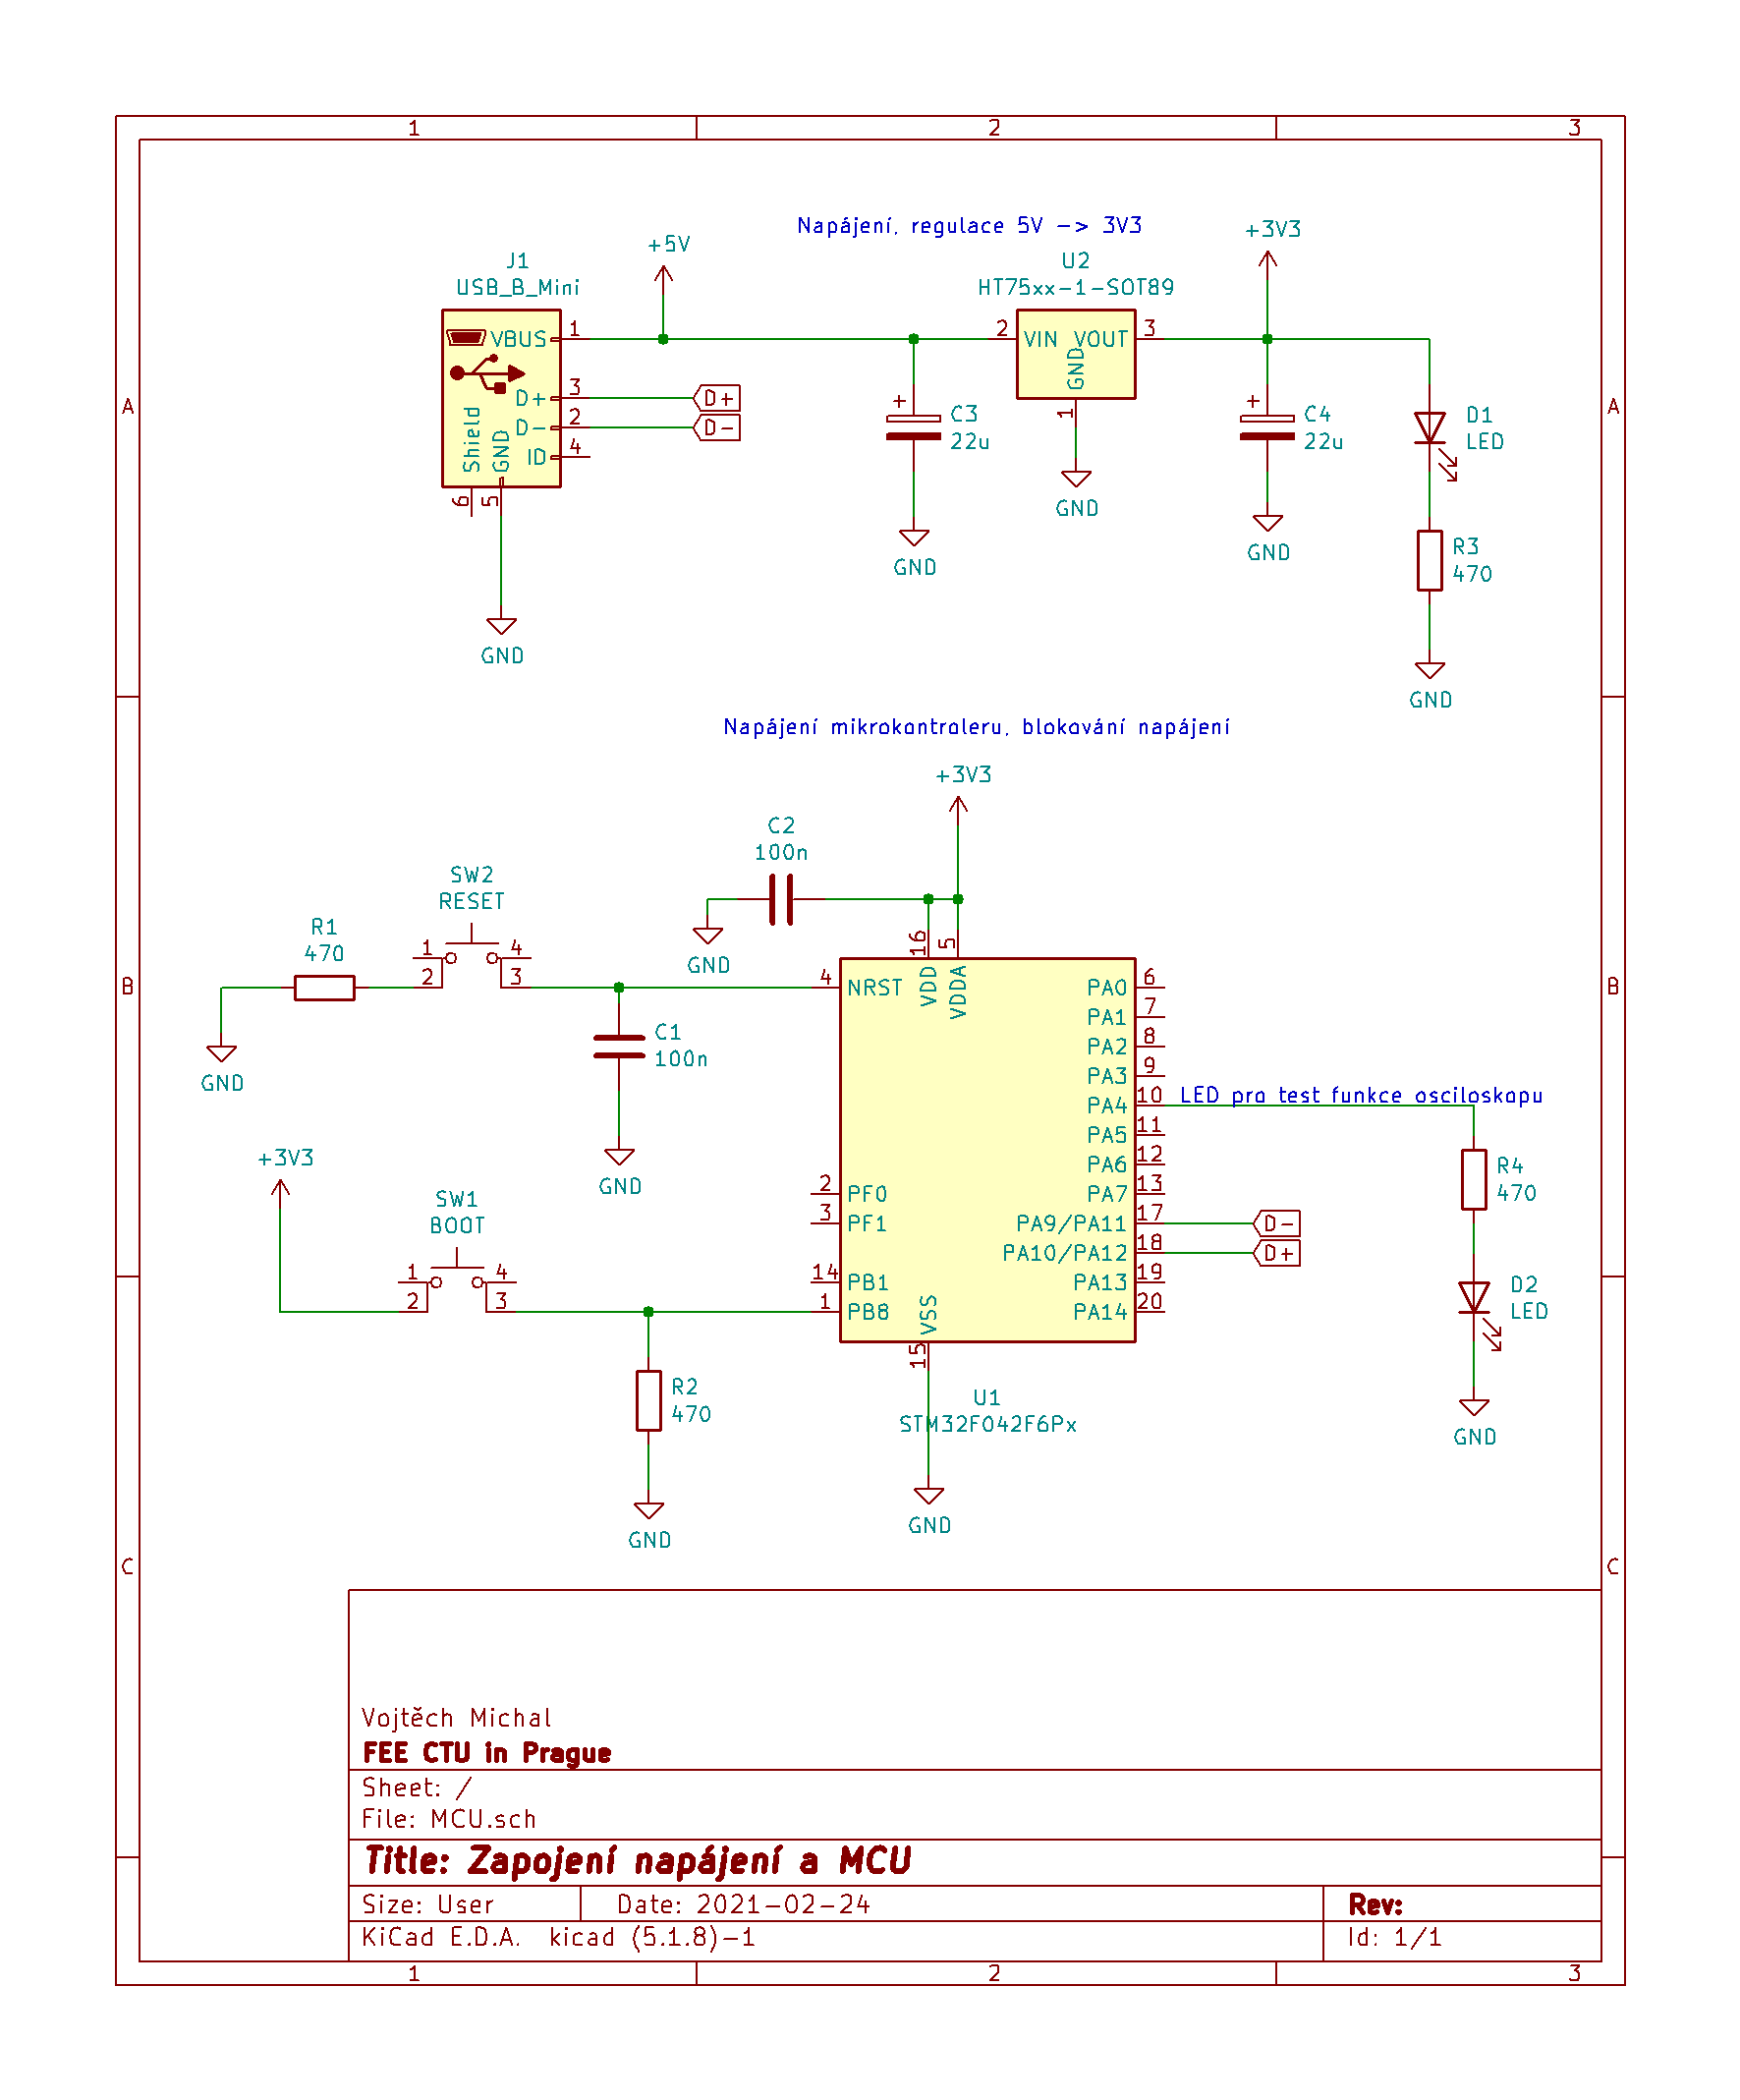 1 2 3
Napájení, regulace 5V -> 3V3
+5V
+3V3
J1
USB_B_Mini
U2
HT75xx-1-SOT89
VBUS 1
2 VIN VOUT 3
GND
1
D+ 3 D+
D- 2 D-
ID 4
Shield
GND
6 5
A A
C3
22u
C4
22u
D1
LED
R3
470
GND
GND
GND
GND
GND
Napájení mikrokontroleru, blokování napájení
+3V3
C2
100n
SW2
RESET
R1
470
1 4
2 3
GND
B B
16 5
VDD
VDDA
4 NRST
PA0 6
PA1 7
PA2 8
PA3 9
PA4 10
LED pro test funkce osciloskopu
PA5 11
PA6 12
PA7 13
PA9/PA11 17 D-
PA10/PA12 18 D+
PA13 19
PA14 20
C1
100n
GND
GND
+3V3
SW1
BOOT
1 4
2 3
2 PF0
3 PF1
14 PB1
1 PB8
VSS
15
R4
470
D2
LED
GND
R2
470
U1
STM32F042F6Px
GND
GND
C C
Vojtěch Michal
FEE CTU in Prague
Sheet: /
File: MCU.sch
Title: Zapojení napájení a MCU
Size: User Date: 2021-02-24 Rev:
KiCad E.D.A. kicad (5.1.8)-1 Id: 1/1
1 2 3